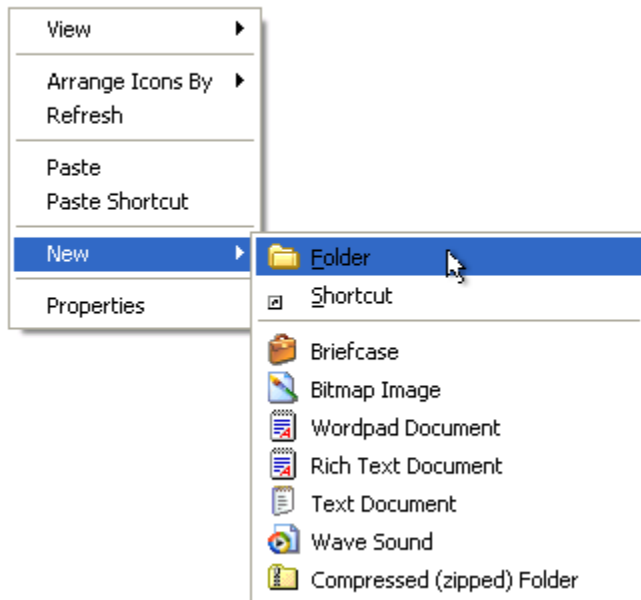 View
Arrange Icons By
Refresh
Paste
Paste Shortcut
New
Properties
Folder
Shortcut
Briefcase
Bitmap Image
Wordpad Document
Rich Text Document
Text Document
Wave Sound
Compressed (zipped) Folder